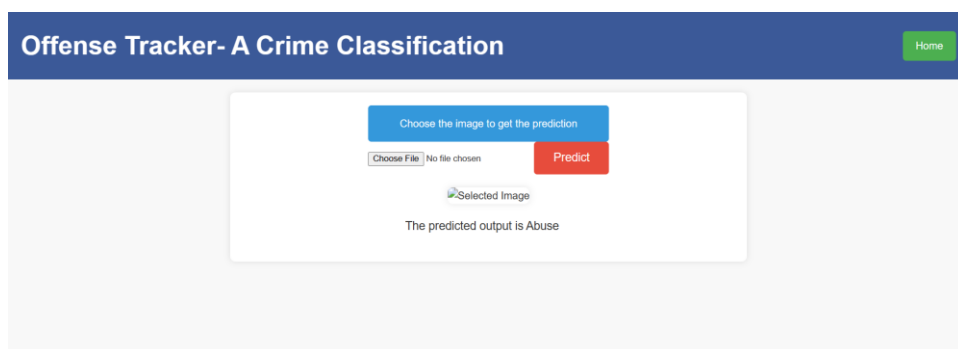 Offense Tracker- A Crime Classification
Home
Choose the image to get the prediction
Choose File No file chosen
Predict
Selected Image
The predicted output is Abuse